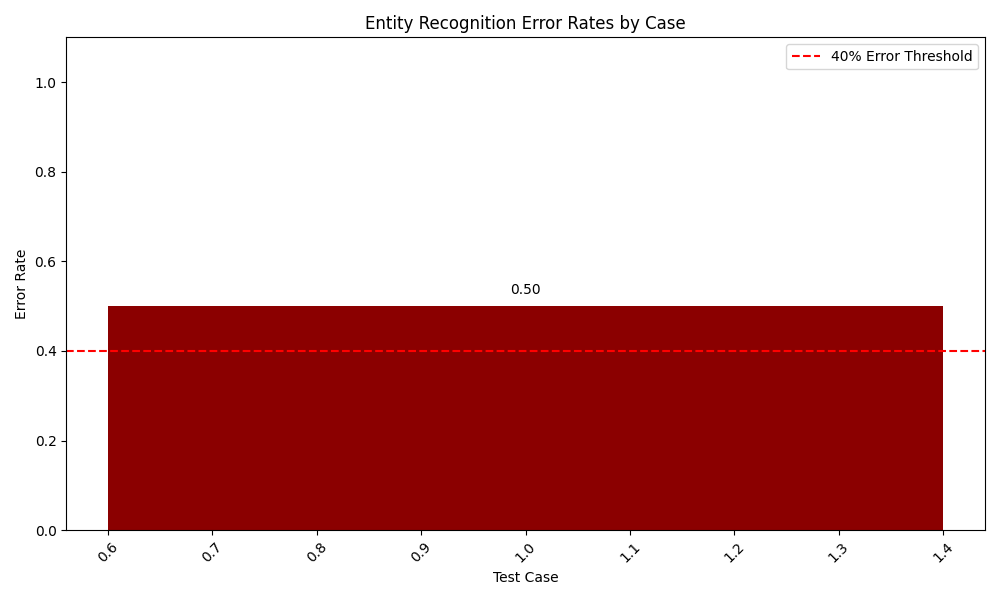 Entity Recognition Error Rates by Case
40% Error Threshold
1.0
0.8
0.6
0.4
0.2
0.0
Error Rate
0.50
0.6 0.7 0.8 0.9 1.0 1.1 1.2 1.3 1.4
Test Case